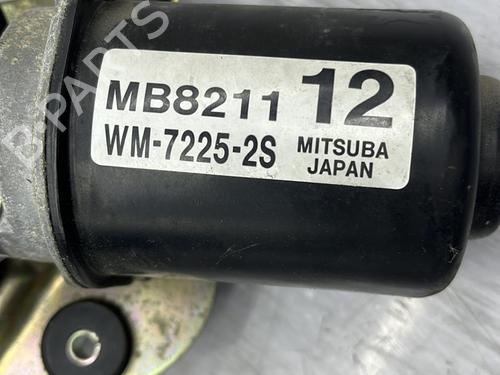 B-PARTS
MB8211 12
WM-7225-2S MITSUBA
JAPAN